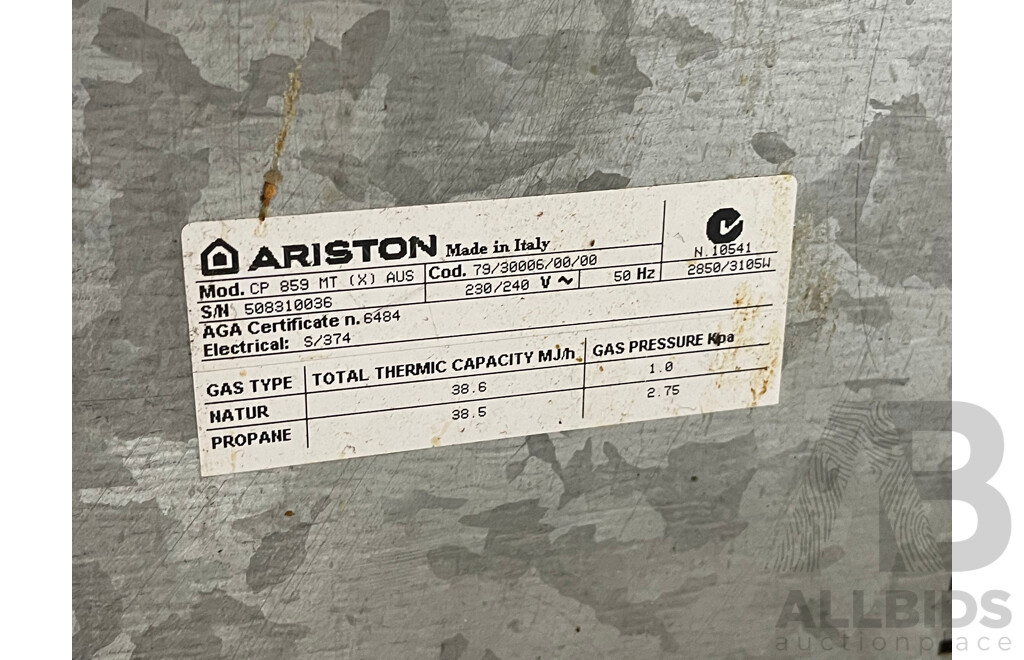 ARISTON Made in Italy
N.10541
Mod. CP 859 MT (X) AUS Cod. 79/30006/00/00
S/N 508310036 230/240 V ~ 50 Hz 2850/3105W
AGA Certificate n. 6484
Electrical: S/374
GAS TYPE TOTAL THERMIC CAPACITY MJ/h GAS PRESSURE Kpa
NATUR 38.6 1.0
PROPANE 38.5 2.75
AB
ALLBIDS
auctionplace